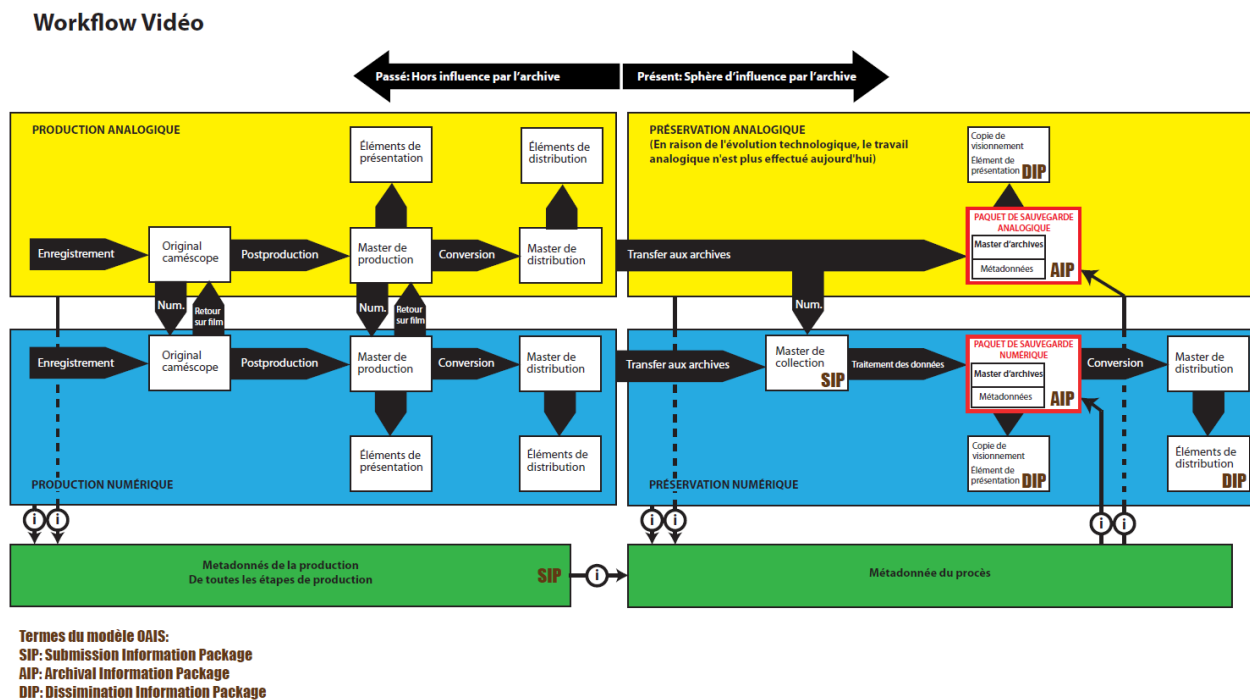 Workflow Vidéo
Passé: Hors influence par l'archive
Présent: Sphère d'influence par l'archive
PRODUCTION ANALOGIQUE
Éléments de
présentation
Éléments de
distribution
Enregistrement
Original
caméscope
Postproduction
Master de
production
Conversion
Master de
distribution
Num.
Retour
sur film
Num.
Retour
sur film
PRÉSERVATION ANALOGIQUE
(En raison de l'évolution technologique, le travail
analogique n'est plus effectué aujourd'hui)
Copie de
visionnement
Élément de
présentation
DIP
Transfer aux archives
PAQUET DE SAUVEGARDE
ANALOGIQUE
Master d'archives
Métadonnées
AIP
Num.
Enregistrement
Original
caméscope
Postproduction
Master de
production
Conversion
Master de
distribution
Éléments de
présentation
Éléments de
distribution
PRODUCTION NUMÉRIQUE
Transfer aux archives
Master de
collection
SIP
Traitement des données
PAQUET DE SAUVEGARDE
NUMÉRIQUE
Master d'archives
Métadonnées
AIP
Conversion
Master de
distribution
Copie de
visionnement
Élément de
présentation
DIP
Éléments de
distribution
DIP
PRÉSERVATION NUMÉRIQUE
i
i
i
i
i
i
Metadonnés de la production
De toutes les étapes de production
SIP
i
Métadonnée du procès
Termes du modèle OAIS:
SIP: Submission Information Package
AIP: Archival Information Package
DIP: Dissimination Information Package